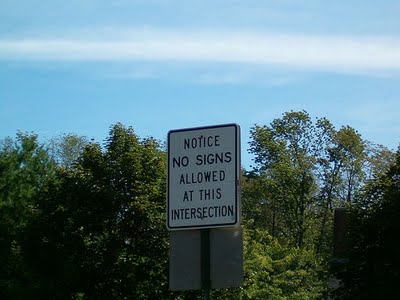 NOTICE
NO SIGNS
ALLOWED
AT THIS
INTERSECTION